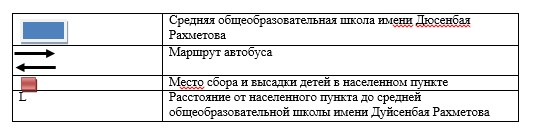 Средняя общеобразовательная школа имени Дюсенбая
Рахметова
Маршрут автобуса
Место сбора и высадки детей в населенном пункте
L Расстояние от населенного пункта до средней
общеобразовательной школы имени Дуйсенбая Рахметова